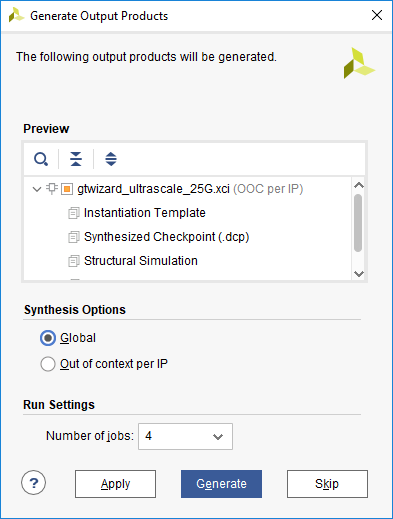 Generate Output Products
The following output products will be generated.
Preview
gtwizard_ultrascale_25G.xci (OOC per IP)
Instantiation Template
Synthesized Checkpoint (.dcp)
Structural Simulation
Synthesis Options
Global
Out of context per IP
Run Settings
Number of jobs: 4
? Apply Generate Skip